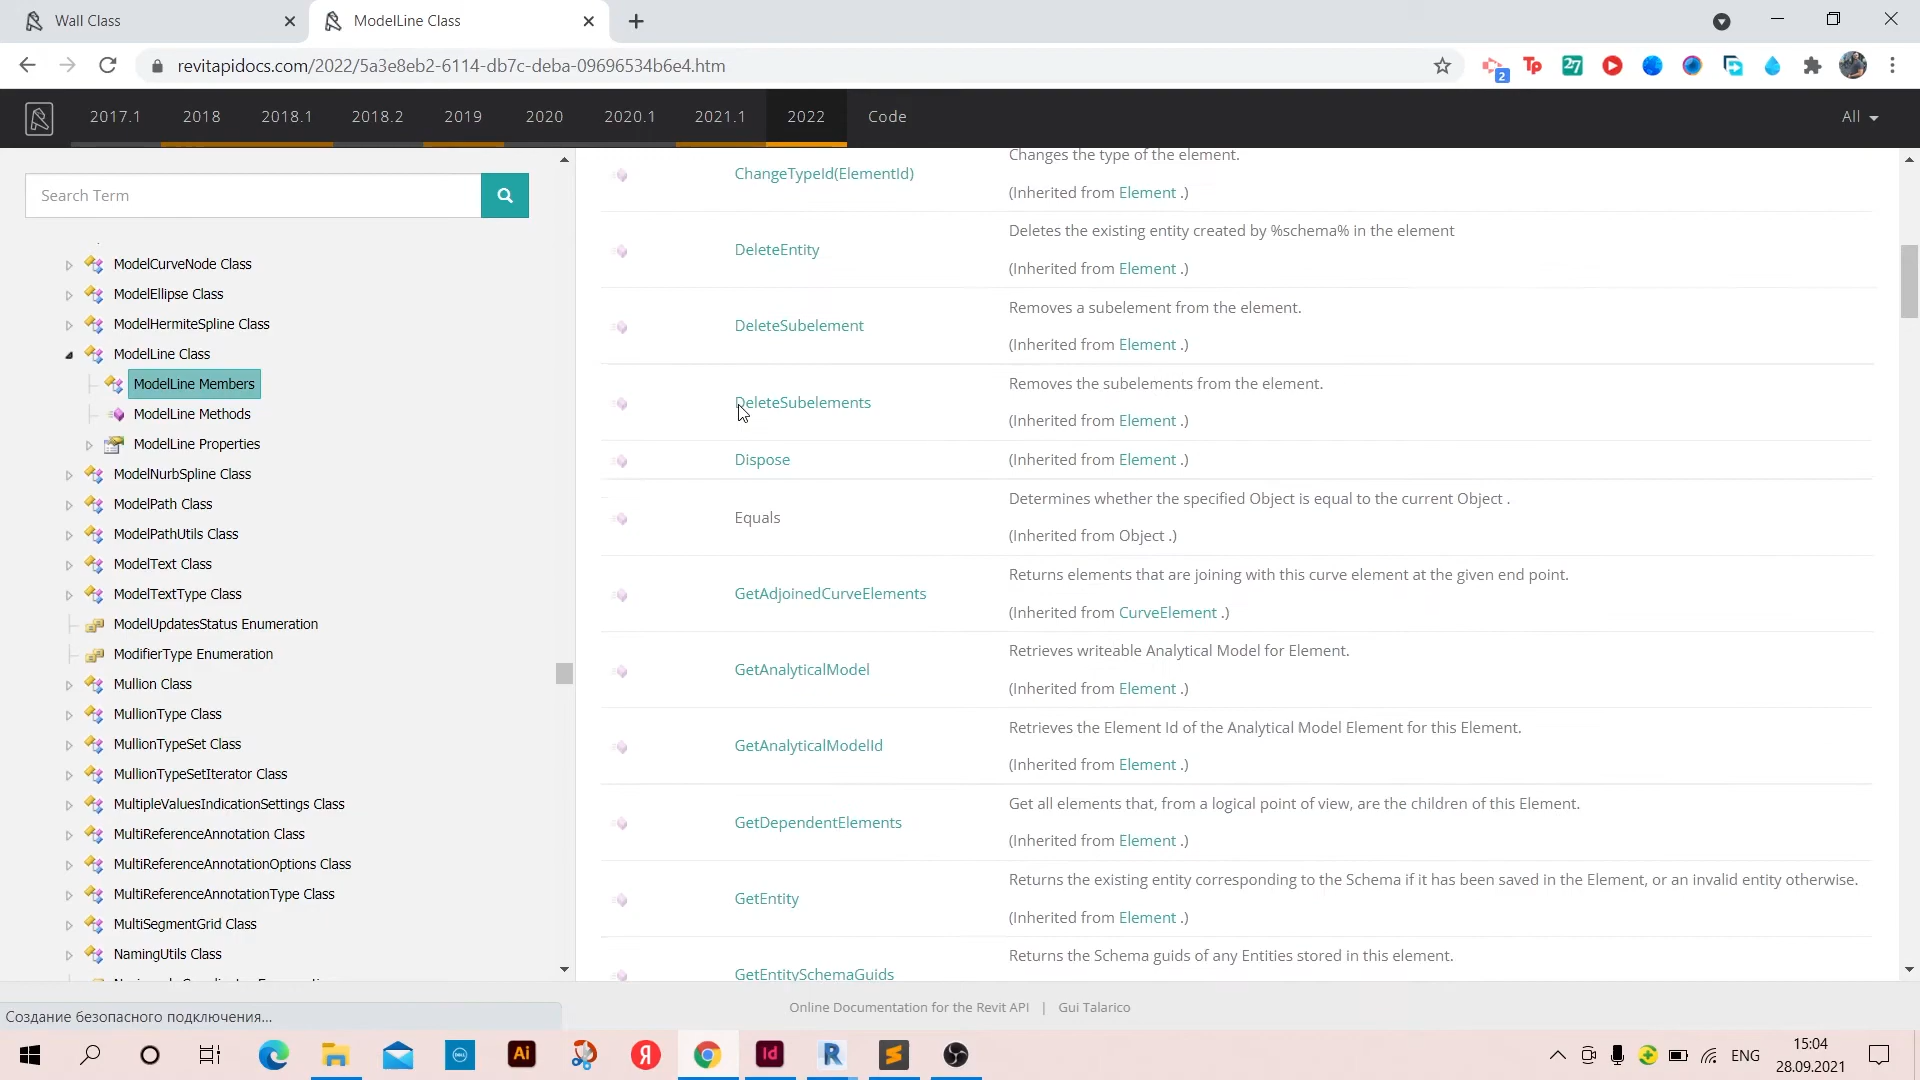 Wall Class
ModelLine Class
revitapidocs.com/2022/5a3e8eb2-6114-db7c-deba-09696534b6e4.htm
Tp
27
2
2017.1 2018 2018.1 2018.2 2019 2020 2020.1 2021.1 2022 Code All
Search Term
ModelCurveNode Class
ModelEllipse Class
ModelHermiteSpline Class
ModelLine Class
ModelLine Members
ModelLine Methods
ModelLine Properties
ModelNurbSpline Class
ModelPath Class
ModelPathUtils Class
ModelText Class
ModelTextType Class
ModelUpdatesStatus Enumeration
ModifierType Enumeration
Mullion Class
MullionType Class
MullionTypeSet Class
MullionTypeSetIterator Class
MultipleValuesIndicationSettings Class
MultiReferenceAnnotation Class
MultiReferenceAnnotationOptions Class
MultiReferenceAnnotationType Class
MultiSegmentGrid Class
NamingUtils Class
Changes the type of the element.
ChangeTypeId(ElementId)
(Inherited from Element .)
Deletes the existing entity created by %schema% in the element
DeleteEntity
(Inherited from Element .)
Removes a subelement from the element.
DeleteSubelement
(Inherited from Element .)
Removes the subelements from the element.
DeleteSubelements
(Inherited from Element .)
Dispose (Inherited from Element .)
Determines whether the specified Object is equal to the current Object .
Equals
(Inherited from Object .)
Returns elements that are joining with this curve element at the given end point.
GetAdjoinedCurveElements
(Inherited from CurveElement .)
Retrieves writeable Analytical Model for Element.
GetAnalyticalModel
(Inherited from Element .)
Retrieves the Element Id of the Analytical Model Element for this Element.
GetAnalyticalModelId
(Inherited from Element .)
Get all elements that, from a logical point of view, are the children of this Element.
GetDependentElements
(Inherited from Element .)
Returns the existing entity corresponding to the Schema if it has been saved in the Element, or an invalid entity otherwise.
GetEntity
(Inherited from Element .)
Returns the Schema guids of any Entities stored in this element.
GetEntitySchemaGuids
Online Documentation for the Revit API | Gui Talarico
Создание безопасного подключения...
DELL
Ai
Я
Id
R
S
ENG
15:04
28.09.2021